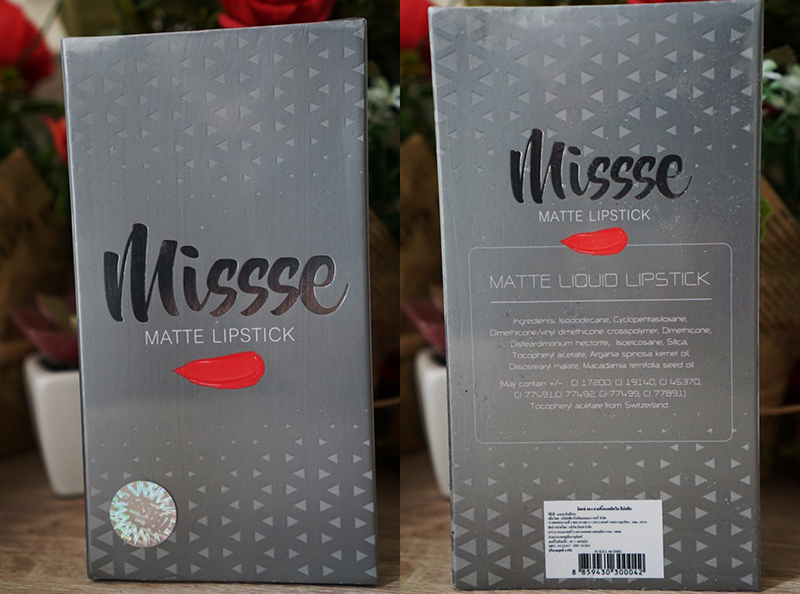 Missse
MATTE LIPSTICK
Missse
MATTE LIPSTICK
MATTE LIQUID LIPSTICK
Ingredients: Isododecane, Cyclopentasiloxane,
Dimethicone/vinyl dimethicone crosspolymer, Dimethicone,
Disteardimonium hectorite, Isoeicosane, Silica,
Tocopheryl acetate, Argania spinosa kernel oil,
Diisostearyl malate, Macadamia ternifolia seed oil
(May contain +/- : CI 17200, CI 19140, CI 45370,
CI 77491,CI 77492, CI 77499, CI 77891)
Tocopheryl acetate from Switzerland.
8 859430 300042